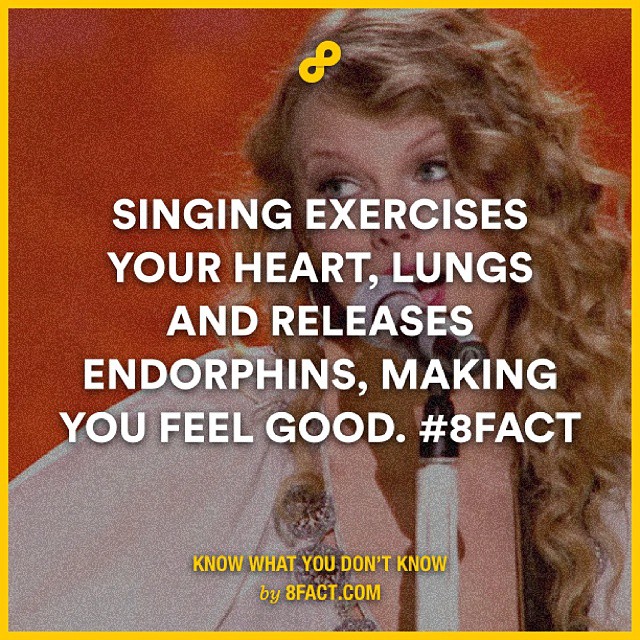 SINGING EXERCISES
YOUR HEART, LUNGS
AND RELEASES
ENDORPHINS, MAKING
YOU FEEL GOOD. #8FACT
KNOW WHAT YOU DON'T KNOW
by 8FACT.COM